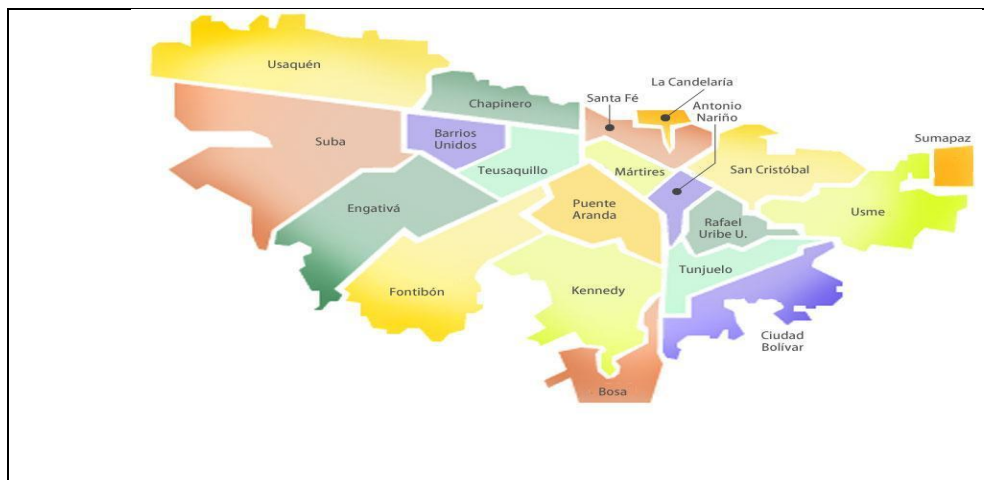 Usaquén
La Candelaría
Santa Fé
Chapinero
Antonio
Nariño
Sumapaz
Suba
Barrios
Unidos
Teusaquillo
Mártires
San Cristóbal
Engativá
Puente
Aranda
Rafael
Uribe U.
Usme
Tunjuelo
Fontibón
Kennedy
Ciudad
Bolívar
Bosa